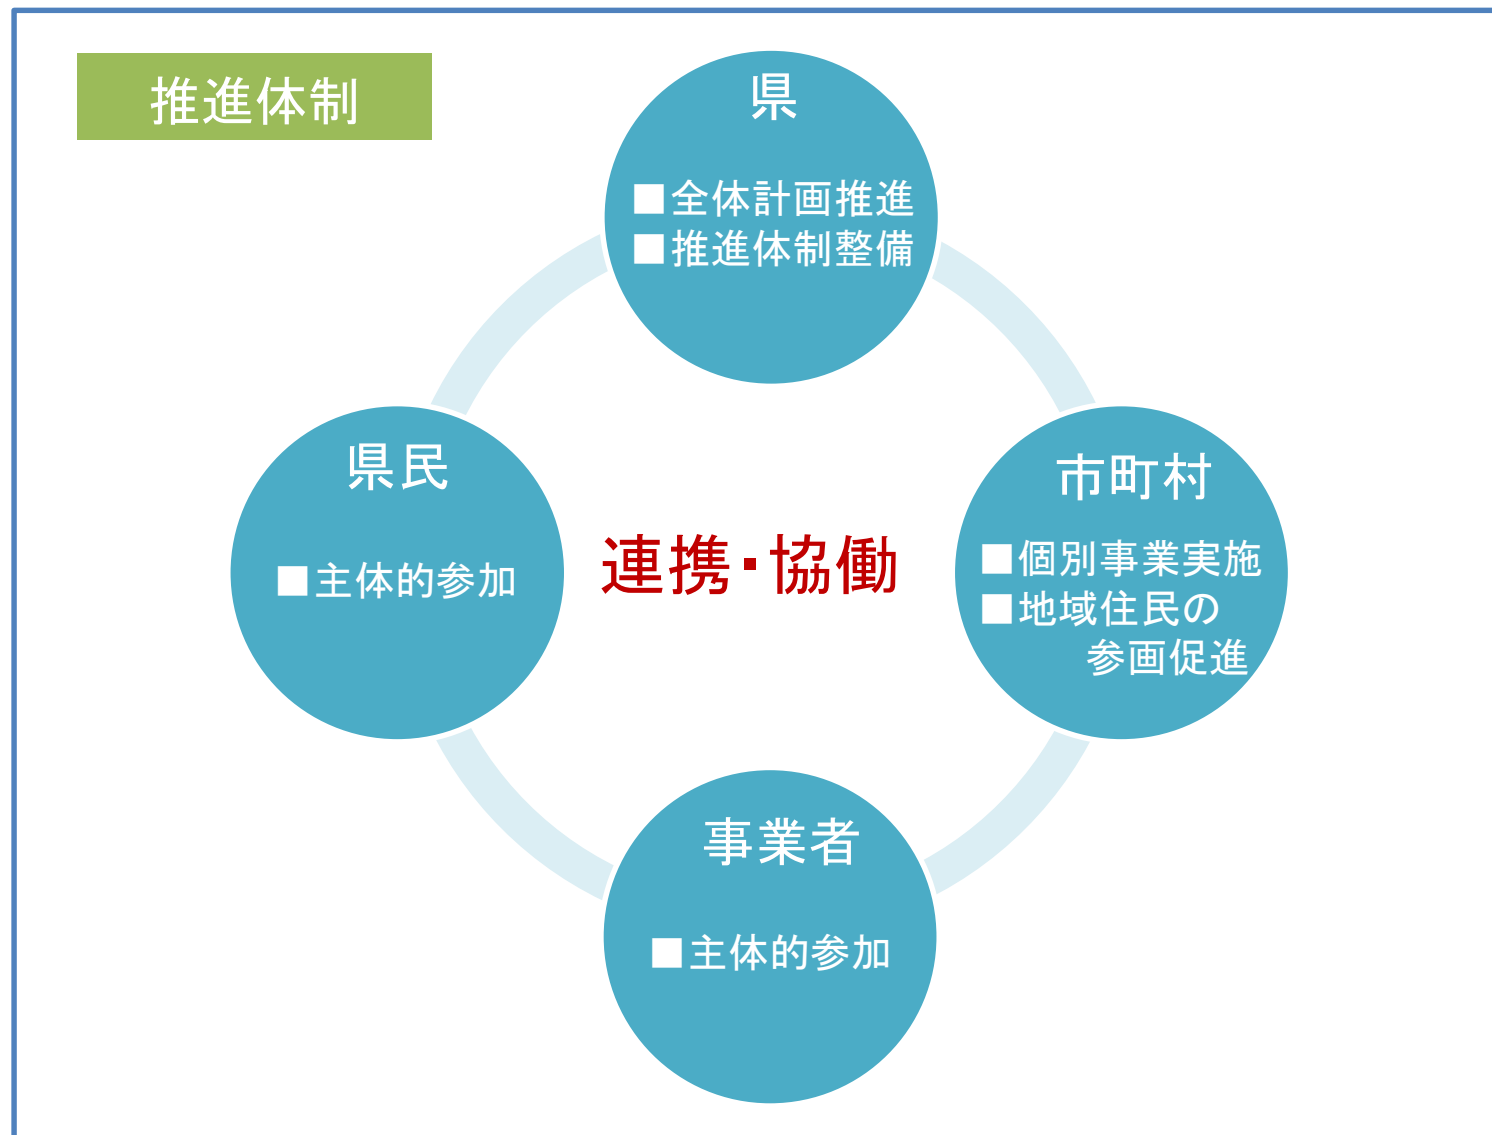 推進体制
県
■全体計画推進
■推進体制整備
県民
■主体的参加
連携・協働
市町村
■個別事業実施
■地域住民の
参画促進
事業者
■主体的参加